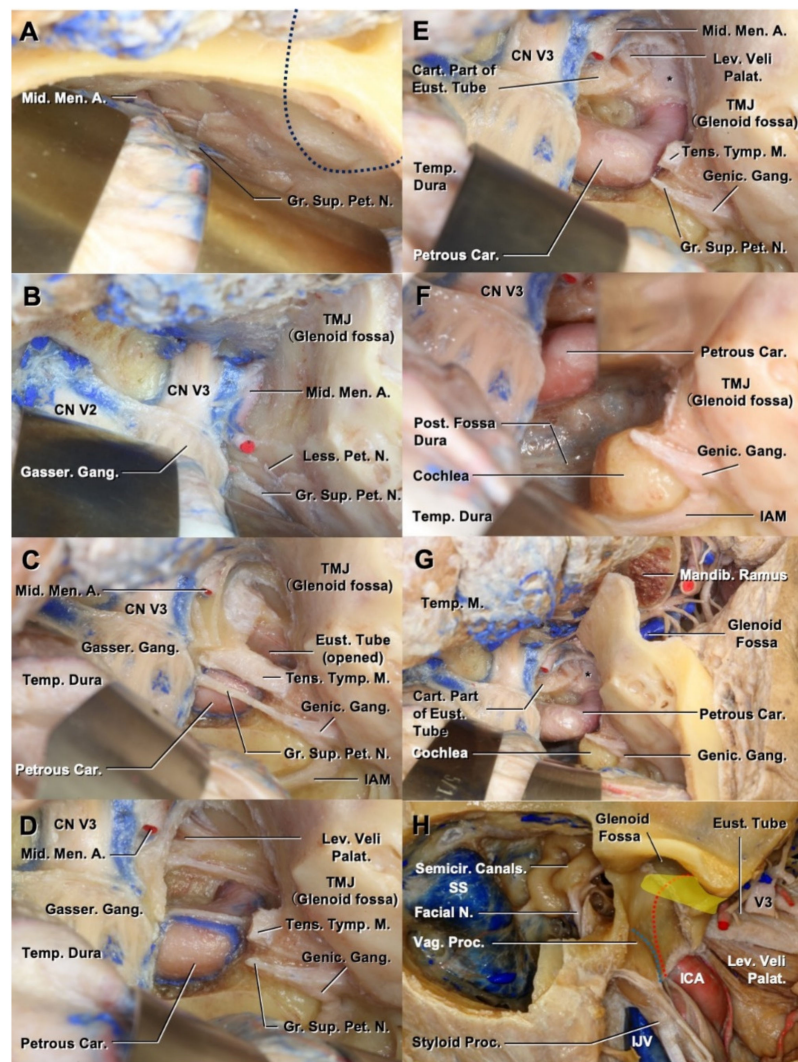 A
Mid. Men. A.
Gr. Sup. Pet. N.
B
TMJ
(Glenoid fossa)
CN V3
CN V2
Mid. Men. A.
Gasser. Gang.
Less. Pet. N.
Gr. Sup. Pet. N.
C
Mid. Men. A.
CN V3
TMJ
(Glenoid fossa)
Gasser. Gang.
Eust. Tube
(opened)
Temp. Dura
Tens. Tymp. M.
Genic. Gang.
Gr. Sup. Pet. N.
Petrous Car.
IAM
D
CN V3
Mid. Men. A.
Lev. Veli
Palat.
TMJ
(Glenoid fossa)
Gasser. Gang.
Tens. Tymp. M.
Temp. Dura
Genic. Gang.
Gr. Sup. Pet. N.
Petrous Car.
E
Mid. Men. A.
CN V3
Lev. Veli
Palat.
Cart. Part of
Eust. Tube
*
TMJ
(Glenoid fossa)
Tens. Tymp. M.
Temp.
Dura
Genic. Gang.
Gr. Sup. Pet. N.
Petrous Car.
F
CN V3
Petrous Car.
TMJ
(Glenoid fossa)
Post. Fossa
Dura
Genic. Gang.
Cochlea
Temp. Dura
IAM
G
Mandib. Ramus
Temp. M.
Glenoid
Fossa
*
Cart. Part
of Eust.
Tube
Petrous Car.
Cochlea
Genic. Gang.
H
Glenoid
Fossa
Eust. Tube
Semicir. Canals.
SS
V3
Facial N.
Vag. Proc.
Lev. Veli
Palat.
ICA
Styloid Proc.
IJV